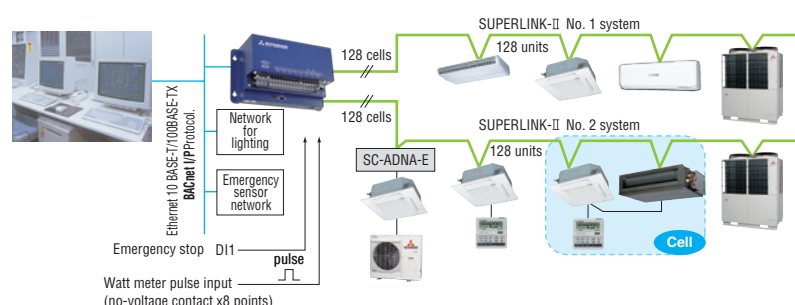 SUPERLINK-II No. 1 system
128 cells
128 units
128 cells
SUPERLINK-II No. 2 system
128 units
Ethernet 10 BASE-T/100BASE-TX
BACnet I/PProtocol.
Network
for
lighting
Emergency
sensor
network
SC-ADNA-E
Cell
Emergency stop DI1
pulse
Watt meter pulse input
(no-voltage contact x8 points)